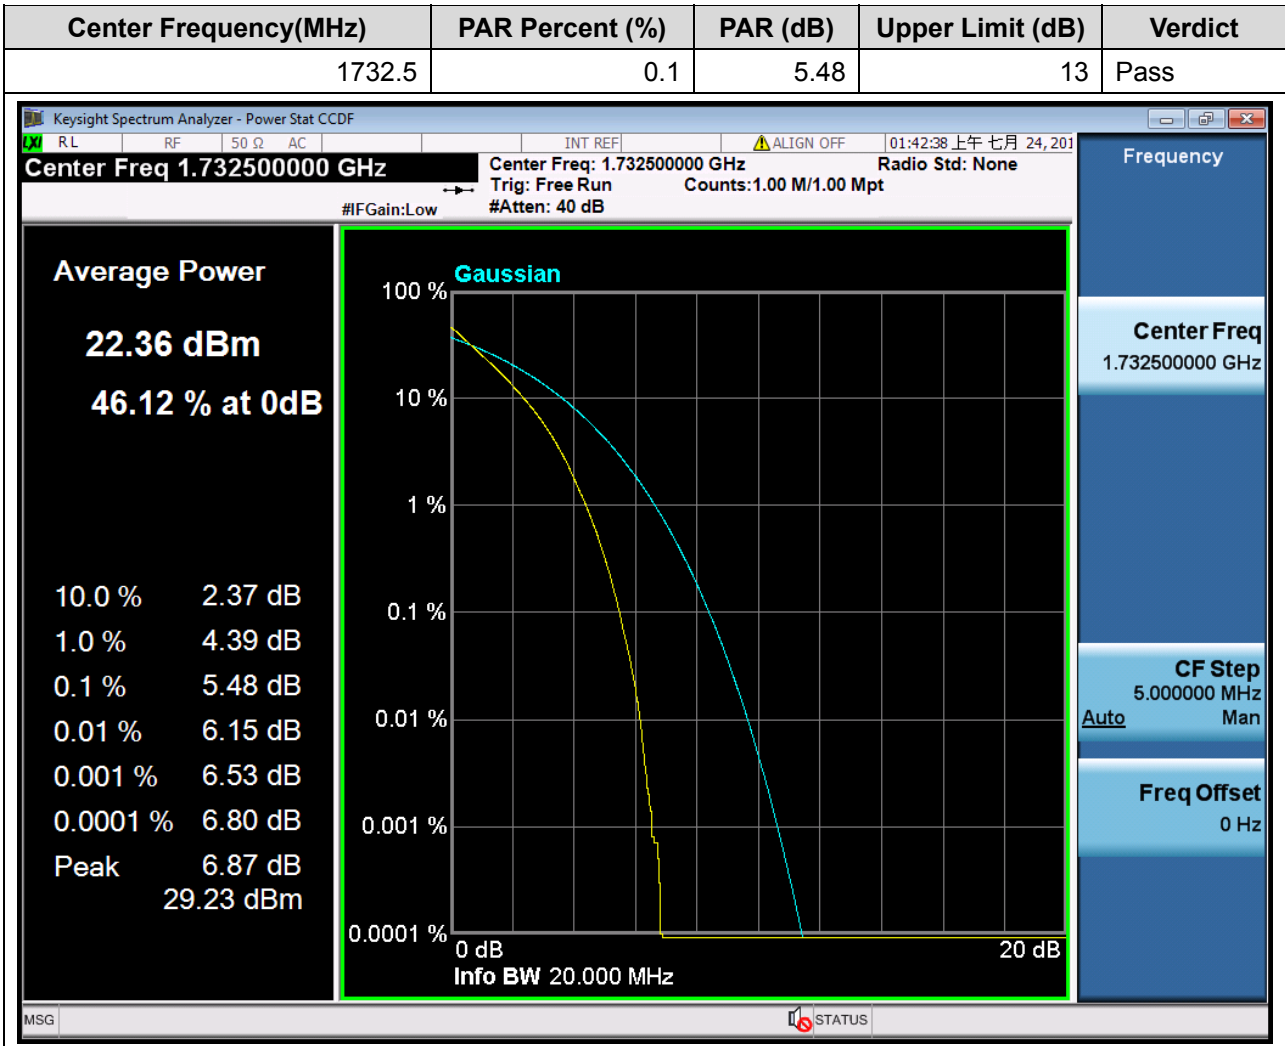 Center Frequency(MHz) PAR Percent (%) PAR (dB) Upper Limit (dB) Verdict
1732.5 0.1 5.48 13 Pass
Keysight Spectrum Analyzer - Power Stat CCDF
LXI RL RF 50 Ω AC INT REF ALIGN OFF 01:42:38 上午 七月 24, 201
Center Freq 1.732500000 GHz
Center Freq: 1.732500000 GHz Radio Std: None
Trig: Free Run Counts:1.00 M/1.00 Mpt
#IFGain:Low #Atten: 40 dB
Average Power
22.36 dBm
46.12 % at 0dB
10.0 % 2.37 dB
1.0 % 4.39 dB
0.1 % 5.48 dB
0.01 % 6.15 dB
0.001 % 6.53 dB
0.0001 % 6.80 dB
Peak 6.87 dB
29.23 dBm
Gaussian
100 %
10 %
1 %
0.1 %
0.01 %
0.001 %
0.0001 %
0 dB 20 dB
Info BW 20.000 MHz
Frequency
Center Freq
1.732500000 GHz
CF Step
5.000000 MHz
Auto Man
Freq Offset
0 Hz
MSG STATUS